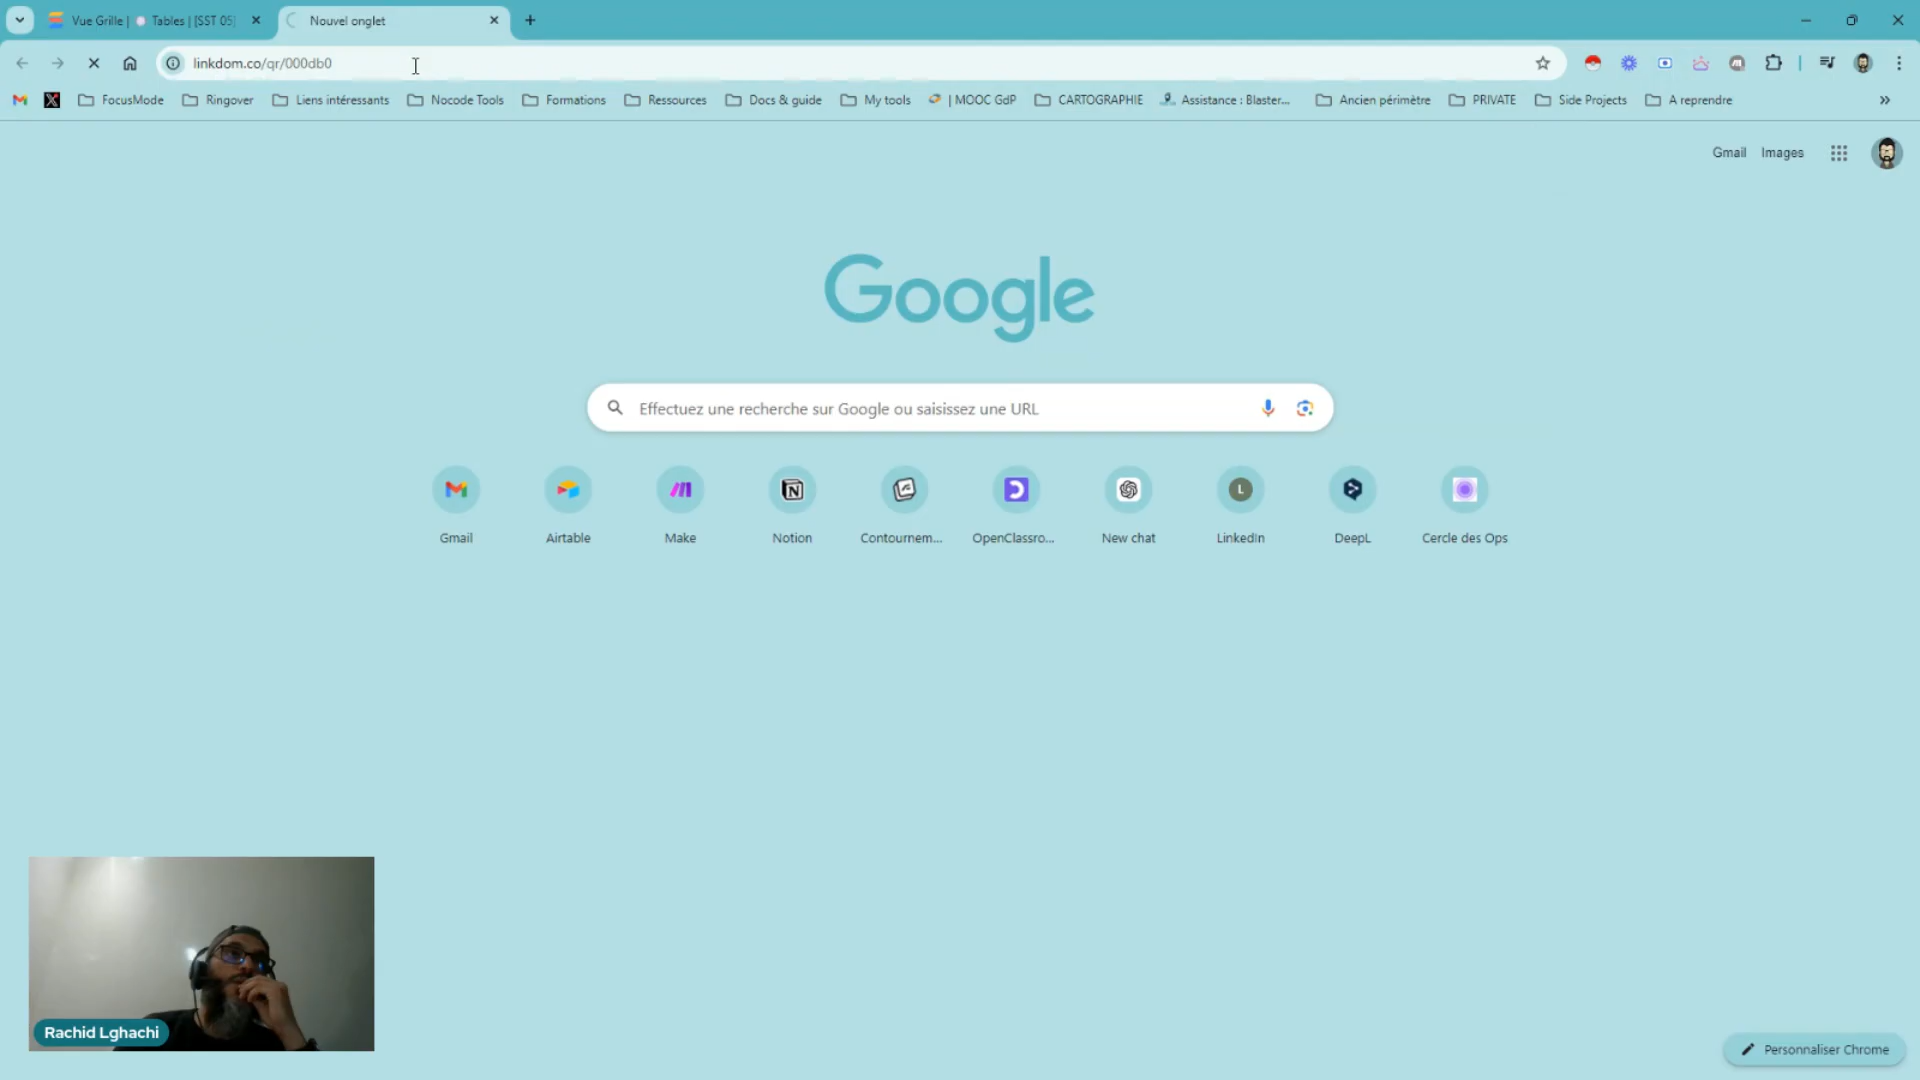 Vue Grille | Tables | [SST 05]
Nouvel onglet
linkdom.co/qr/000db0
FocusMode
Ringover
Liens intéressants
Nocode Tools
Formations
Ressources
Docs & guide
My tools
| MOOC GdP
CARTOGRAPHIE
Assistance : Blaster...
Ancien périmètre
PRIVATE
Side Projects
A reprendre
Gmail
Images
Google
Effectuez une recherche sur Google ou saisissez une URL
Gmail
Airtable
Make
Notion
Contournem...
OpenClassro...
New chat
L
LinkedIn
DeepL
Cercle des Ops
Rachid Lghachi
Personnaliser Chrome